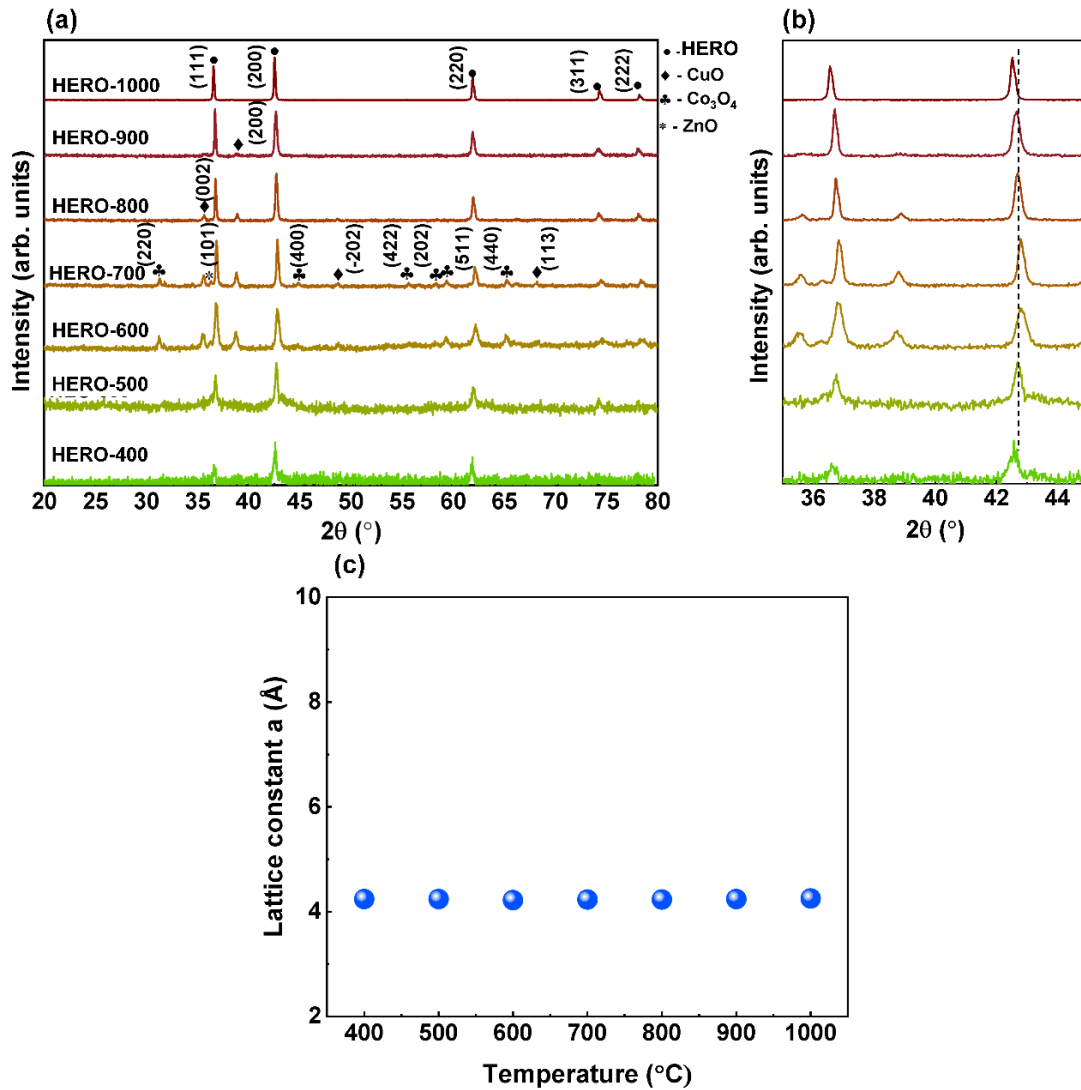 (a)
(b)
HERO-1000
(111)
(200)
(220)
(311)
(222)
● -HERO
♦ - CuO
♣ - Co₃O₄
* - ZnO
HERO-900
(200)
HERO-800
(002)
HERO-700
(220)
(101)
(400)
(-202)
(422)
(202)
(511)
(440)
(113)
HERO-600
HERO-500
HERO-400
Intensity (arb. units)
20 25 30 35 40 45 50 55 60 65 70 75 80
2θ (°)
Intensity (arb. units)
36 38 40 42 44
2θ (°)
(c)
Lattice constant a (Å)
10
8
6
4
2
400 500 600 700 800 900 1000
Temperature (°C)